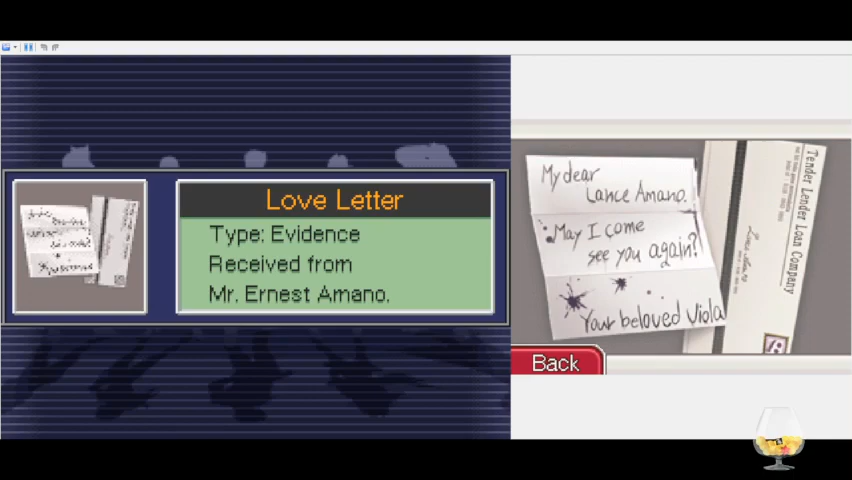 Love Letter
Type: Evidence
Received from
Mr. Ernest Amano.
My dear
Lance Amano.
May I come
see you again?
Your beloved Viola
Tender Lender Loan Company
Back